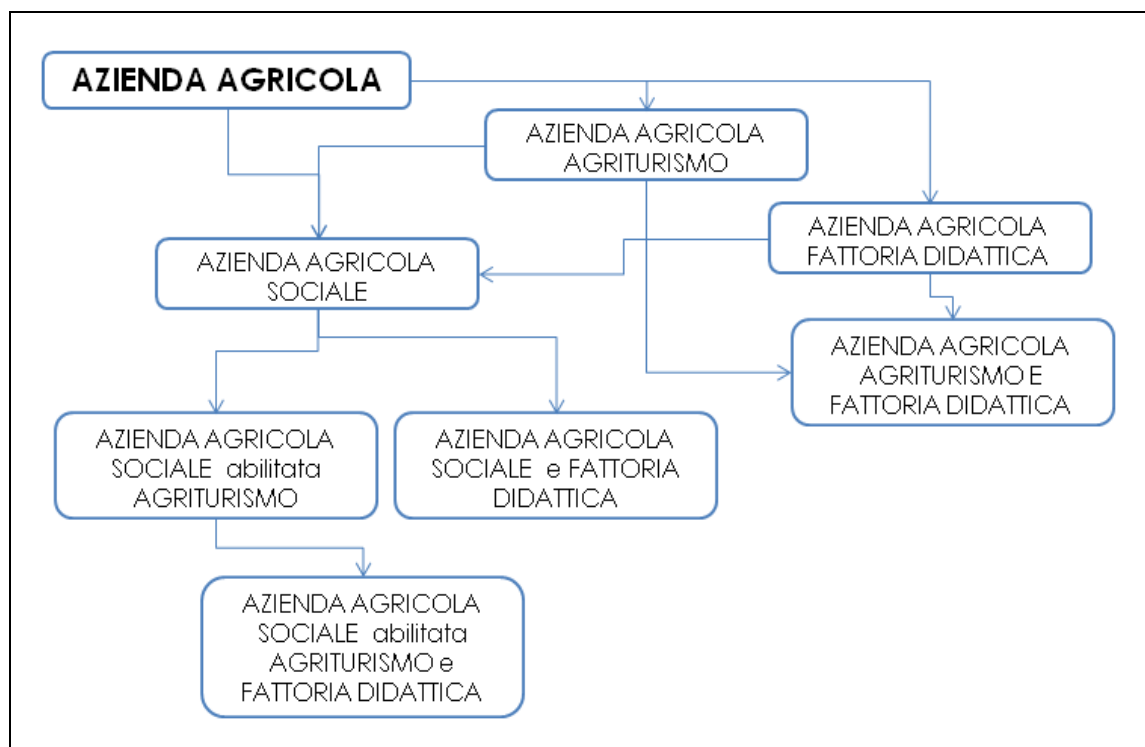 AZIENDA AGRICOLA
AZIENDA AGRICOLA
AGRITURISMO
AZIENDA AGRICOLA
FATTORIA DIDATTICA
AZIENDA AGRICOLA
SOCIALE
AZIENDA AGRICOLA
AGRITURISMO E
FATTORIA DIDATTICA
AZIENDA AGRICOLA
SOCIALE abilitata
AGRITURISMO
AZIENDA AGRICOLA
SOCIALE e FATTORIA
DIDATTICA
AZIENDA AGRICOLA
SOCIALE abilitata
AGRITURISMO e
FATTORIA DIDATTICA